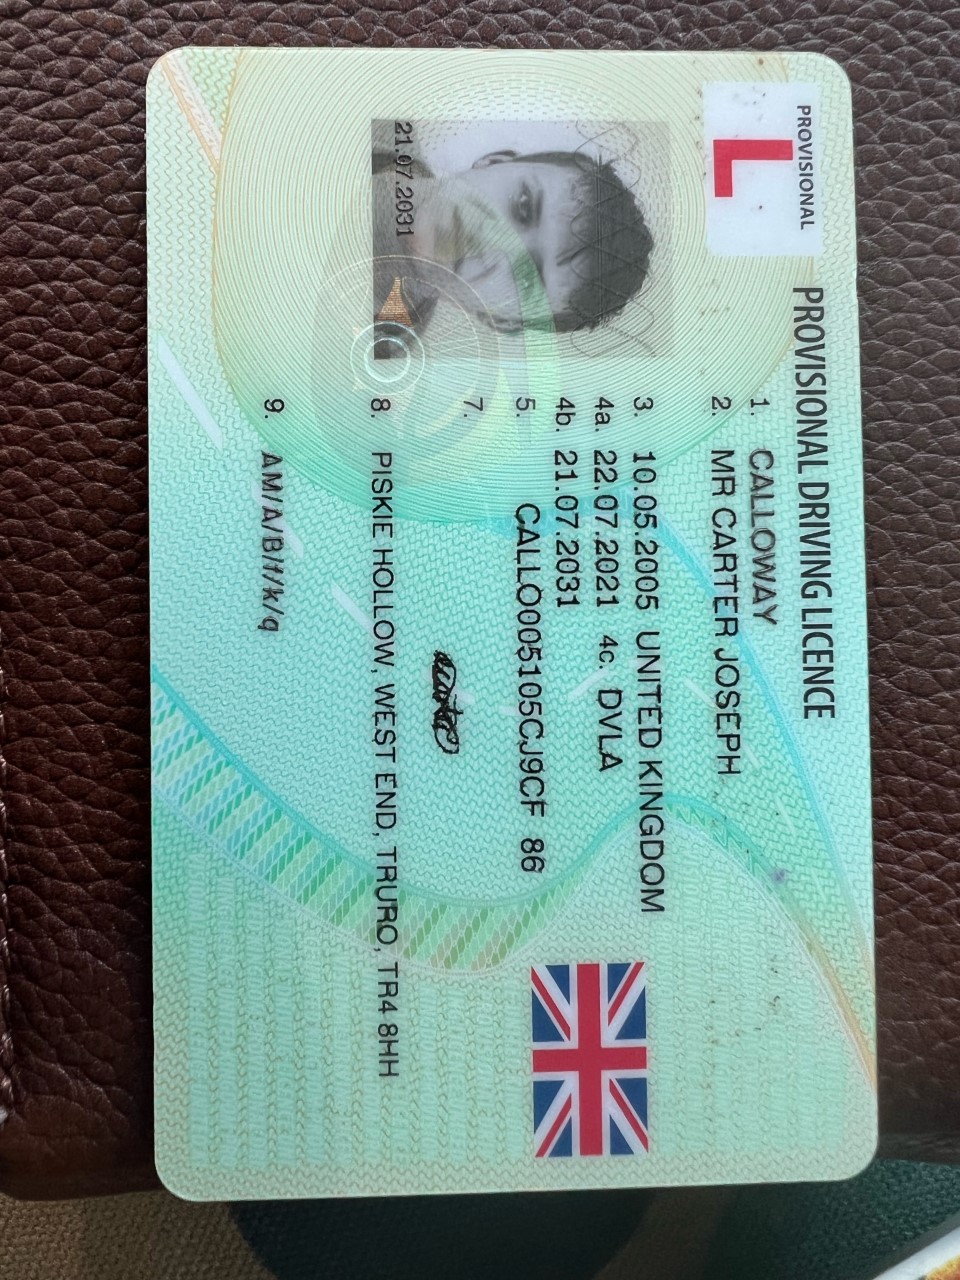 PROVISIONAL
L
PROVISIONAL DRIVING LICENCE
1. CALLOWAY
2. MR CARTER JOSEPH
3. 10.05.2005 UNITED KINGDOM
4a. 22.07.2021 4c. DVLA
4b. 21.07.2031
5. CALLO005105CJ9CF 86
7.
8. PISKIE HOLLOW, WEST END, TRURO, TR4 8HH
9. AM/A/B/f/k/q
21.07.2031